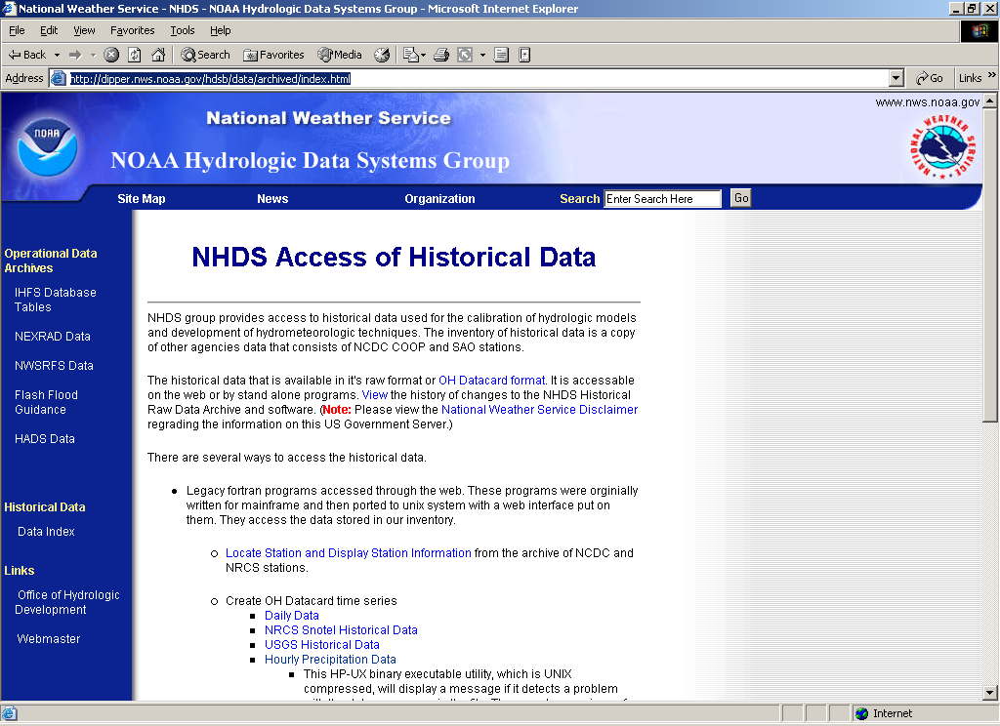 National Weather Service - NHDS - NOAA Hydrologic Data Systems Group - Microsoft Internet Explorer
File Edit View Favorites Tools Help
Back Search Favorites Media
Address http://dipper.nws.noaa.gov/hdsb/data/archived/index.html Go Links »
www.nws.noaa.gov
National Weather Service
NOAA
NOAA Hydrologic Data Systems Group
NATIONAL WEATHER SERVICE
Site Map News Organization Search Enter Search Here Go
Operational Data
Archives
IHFS Database
Tables
NEXRAD Data
NWSRFS Data
Flash Flood
Guidance
HADS Data
Historical Data
Data Index
Links
Office of Hydrologic
Development
Webmaster
NHDS Access of Historical Data
NHDS group provides access to historical data used for the calibration of hydrologic models
and development of hydrometeorologic techniques. The inventory of historical data is a copy
of other agencies data that consists of NCDC COOP and SAO stations.
The historical data that is available in it's raw format or OH Datacard format. It is accessable
on the web or by stand alone programs. View the history of changes to the NHDS Historical
Raw Data Archive and software. (Note: Please view the National Weather Service Disclaimer
regrading the information on this US Government Server.)
There are several ways to access the historical data.
Legacy fortran programs accessed through the web. These programs were orginially
written for mainframe and then ported to unix system with a web interface put on
them. They access the data stored in our inventory.
Locate Station and Display Station Information from the archive of NCDC and
NRCS stations.
Create OH Datacard time series
Daily Data
NRCS Snotel Historical Data
USGS Historical Data
Hourly Precipitation Data
This HP-UX binary executable utility, which is UNIX
compressed, will display a message if it detects a problem
Internet